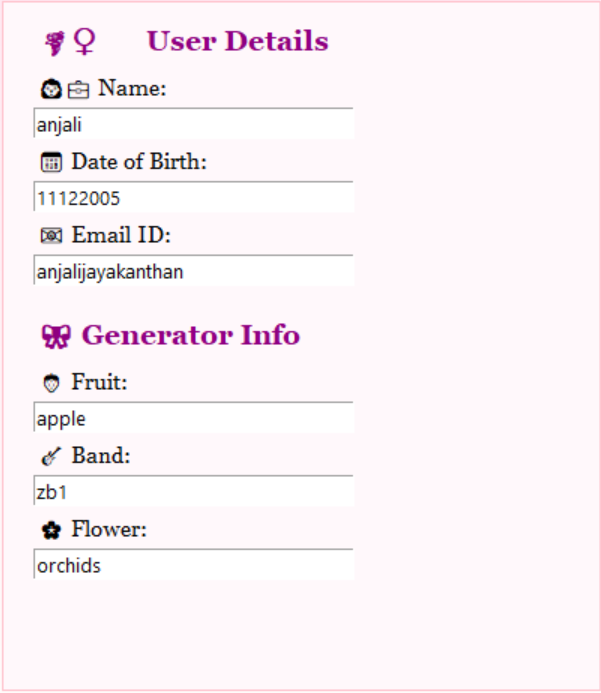 User Details
Name:
anjali
Date of Birth:
11122005
Email ID:
anjalijayakanthan
Generator Info
Fruit:
apple
Band:
zb1
Flower:
orchids